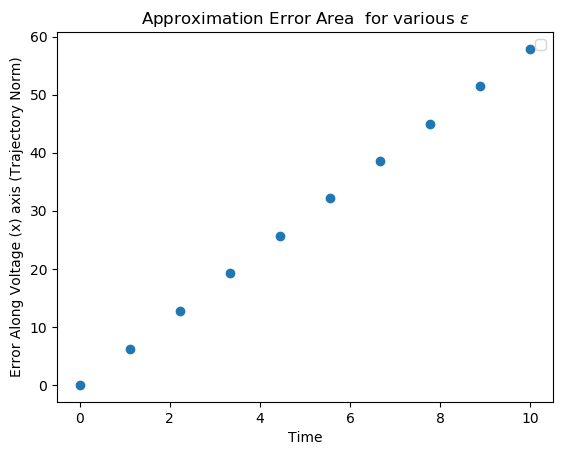 Approximation Error Area  for various ε
Error Along Voltage (x) axis (Trajectory Norm)
60
50
40
30
20
10
0
0 2 4 6 8 10
Time